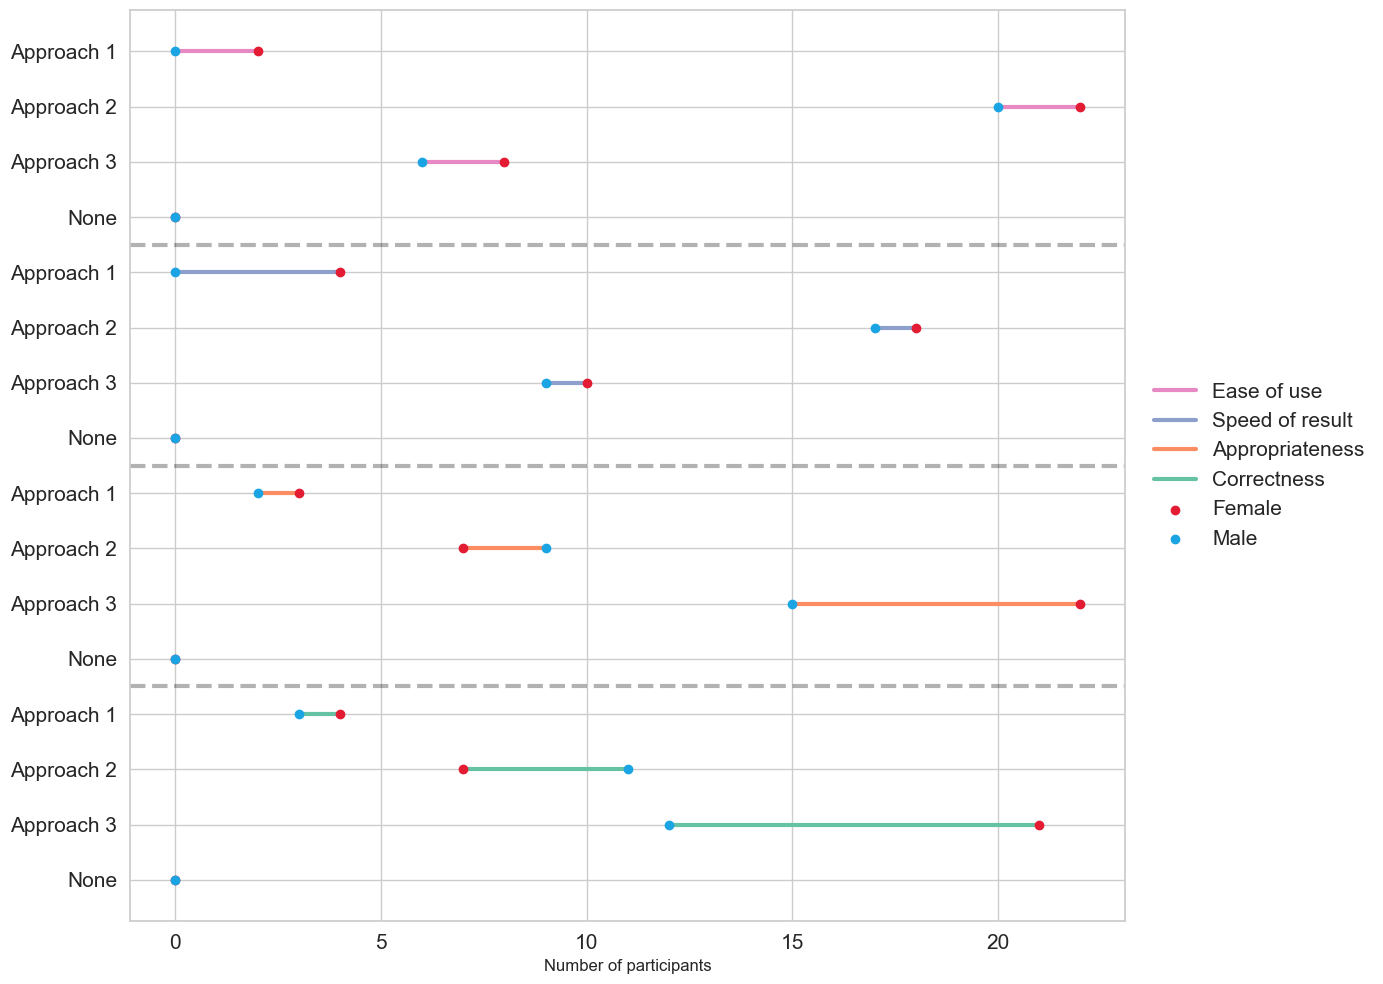 Approach 1
Approach 2
Approach 3
None
Approach 1
Approach 2
Approach 3
None
Approach 1
Approach 2
Approach 3
None
Approach 1
Approach 2
Approach 3
None
0 5 10 15 20
Number of participants
Ease of use
Speed of result
Appropriateness
Correctness
Female
Male